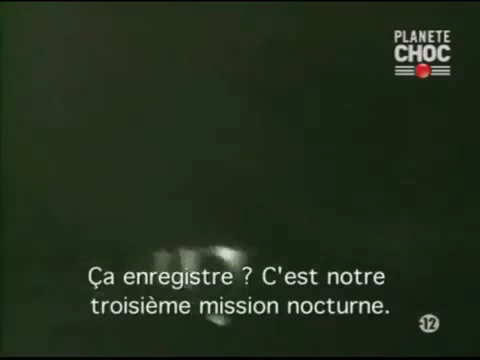 PLANETE
CHOC
Ça enregistre ? C'est notre
troisième mission nocturne.
-12